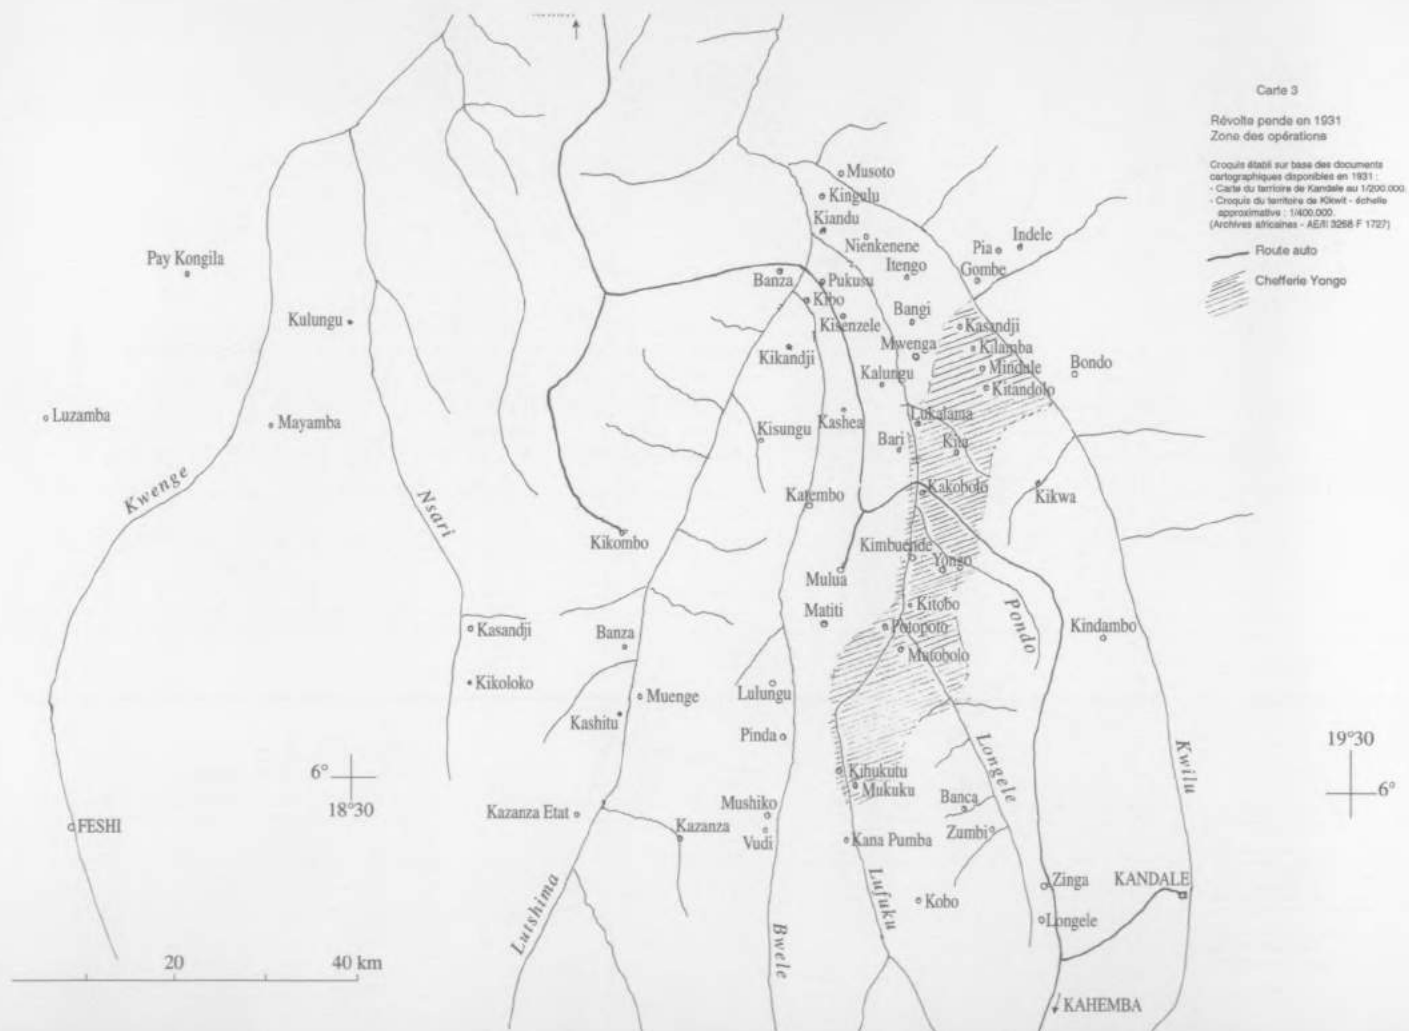 Carte 3
Révolte pende en 1931
Zone des opérations
Croquis établi sur base des documents
cartographiques disponibles en 1931 :
- Carte du territoire de Kandale au 1/200.000.
- Croquis du territoire de Kikwit - échelle
approximative : 1/400.000.
(Archives africaines - AE/II 3268 F 1727)
Route auto
Chefferie Yongo
Musoto
Kingulu
Kiandu
Nienkenene
Pia
Indele
Pay Kongila
Banza
Pukusu
Itengo
Gombe
Kibo
Kulungu
Kisenzele
Bangi
Kasandji
Kikandji
Mwenga
Kilamba
Mindale
Bondo
Kalungu
Kitandolo
Luzamba
Mayamba
Kisungu
Kashea
Lukalama
Bari
Kita
Kwenge
Nsari
Katembo
Kakobolo
Kikwa
Kikombo
Kimbuende
Mulua
Yongo
Matiti
Kitobo
Pondo
Kasandji
Banza
Potopoto
Kindambo
Mutobolo
Kikoloko
Muenge
Lulungu
Kashitu
Pinda
Longele
Kwilu
19°30
6°
6°
18°30
Kihukutu
Mukuku
FESHI
Kazanza Etat
Mushiko
Banca
Kazanza
Vudi
Kana Pumba
Zumbi
Lutshima
Bwele
Lufuku
Kobo
Zinga
KANDALE
Longele
20
40 km
KAHEMBA